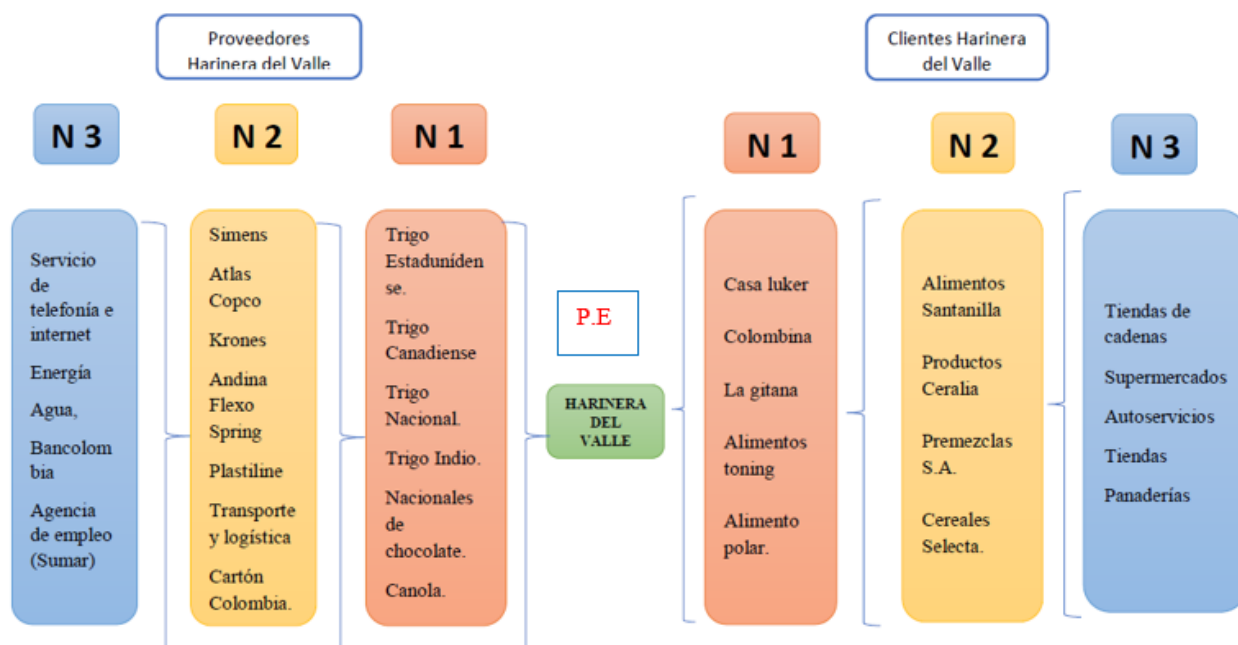 Proveedores
Harinera del Valle
Clientes Harinera
del Valle
N 3
N 2
N 1
N 1
N 2
N 3
Servicio
de
telefonía e
internet
Energía
Agua,
Bancolom
bia
Agencia
de empleo
(Sumar)
Simens
Atlas
Copco
Krones
Andina
Flexo
Spring
Plastiline
Transporte
y logística
Cartón
Colombia.
Trigo
Estaduníden
se.
Trigo
Canadiense
Trigo
Nacional.
Trigo Indio.
Nacionales
de
chocolate.
Canola.
P.E
HARINERA
DEL
VALLE
Casa luker
Colombina
La gitana
Alimentos
toning
Alimento
polar.
Alimentos
Santanilla
Productos
Ceralia
Premezclas
S.A.
Cereales
Selecta.
Tiendas de
cadenas
Supermercados
Autoservicios
Tiendas
Panaderías